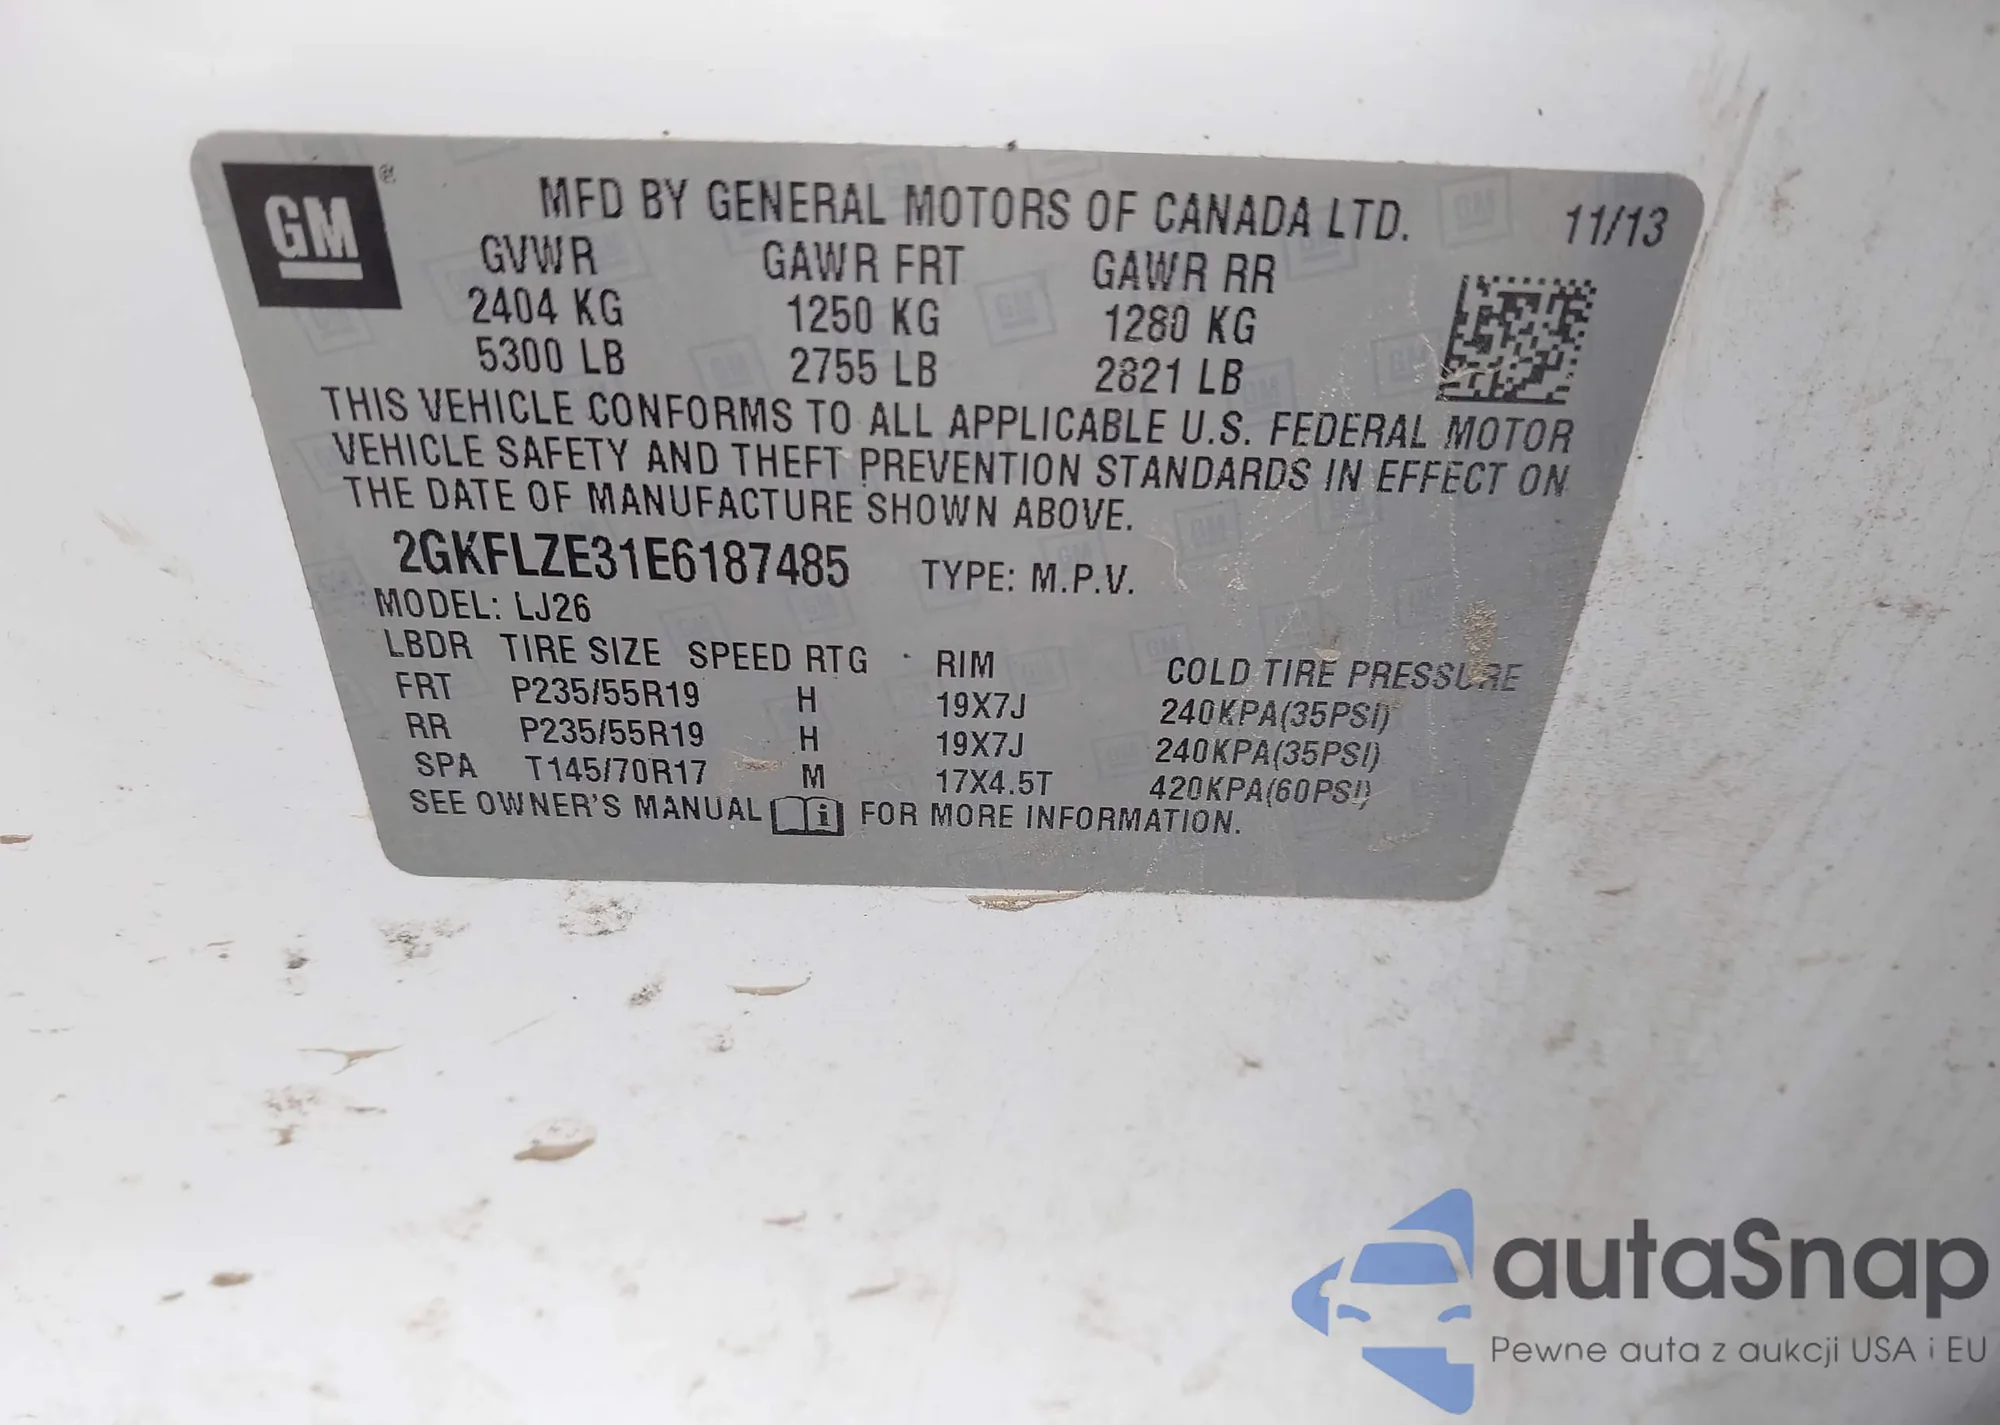 GM ®
MFD BY GENERAL MOTORS OF CANADA LTD. 11/13
GVWR GAWR FRT GAWR RR
2404 KG 1250 KG 1280 KG
5300 LB 2755 LB 2821 LB
THIS VEHICLE CONFORMS TO ALL APPLICABLE U.S. FEDERAL MOTOR
VEHICLE SAFETY AND THEFT PREVENTION STANDARDS IN EFFECT ON
THE DATE OF MANUFACTURE SHOWN ABOVE.
2GKFLZE31E6187485 TYPE: M.P.V.
MODEL: LJ26
LBDR TIRE SIZE SPEED RTG RIM COLD TIRE PRESSURE
FRT P235/55R19 H 19X7J 240KPA(35PSI)
RR P235/55R19 H 19X7J 240KPA(35PSI)
SPA T145/70R17 M 17X4.5T 420KPA(60PSI)
SEE OWNER'S MANUAL i FOR MORE INFORMATION.
autaSnap
Pewne auta z aukcji USA i EU